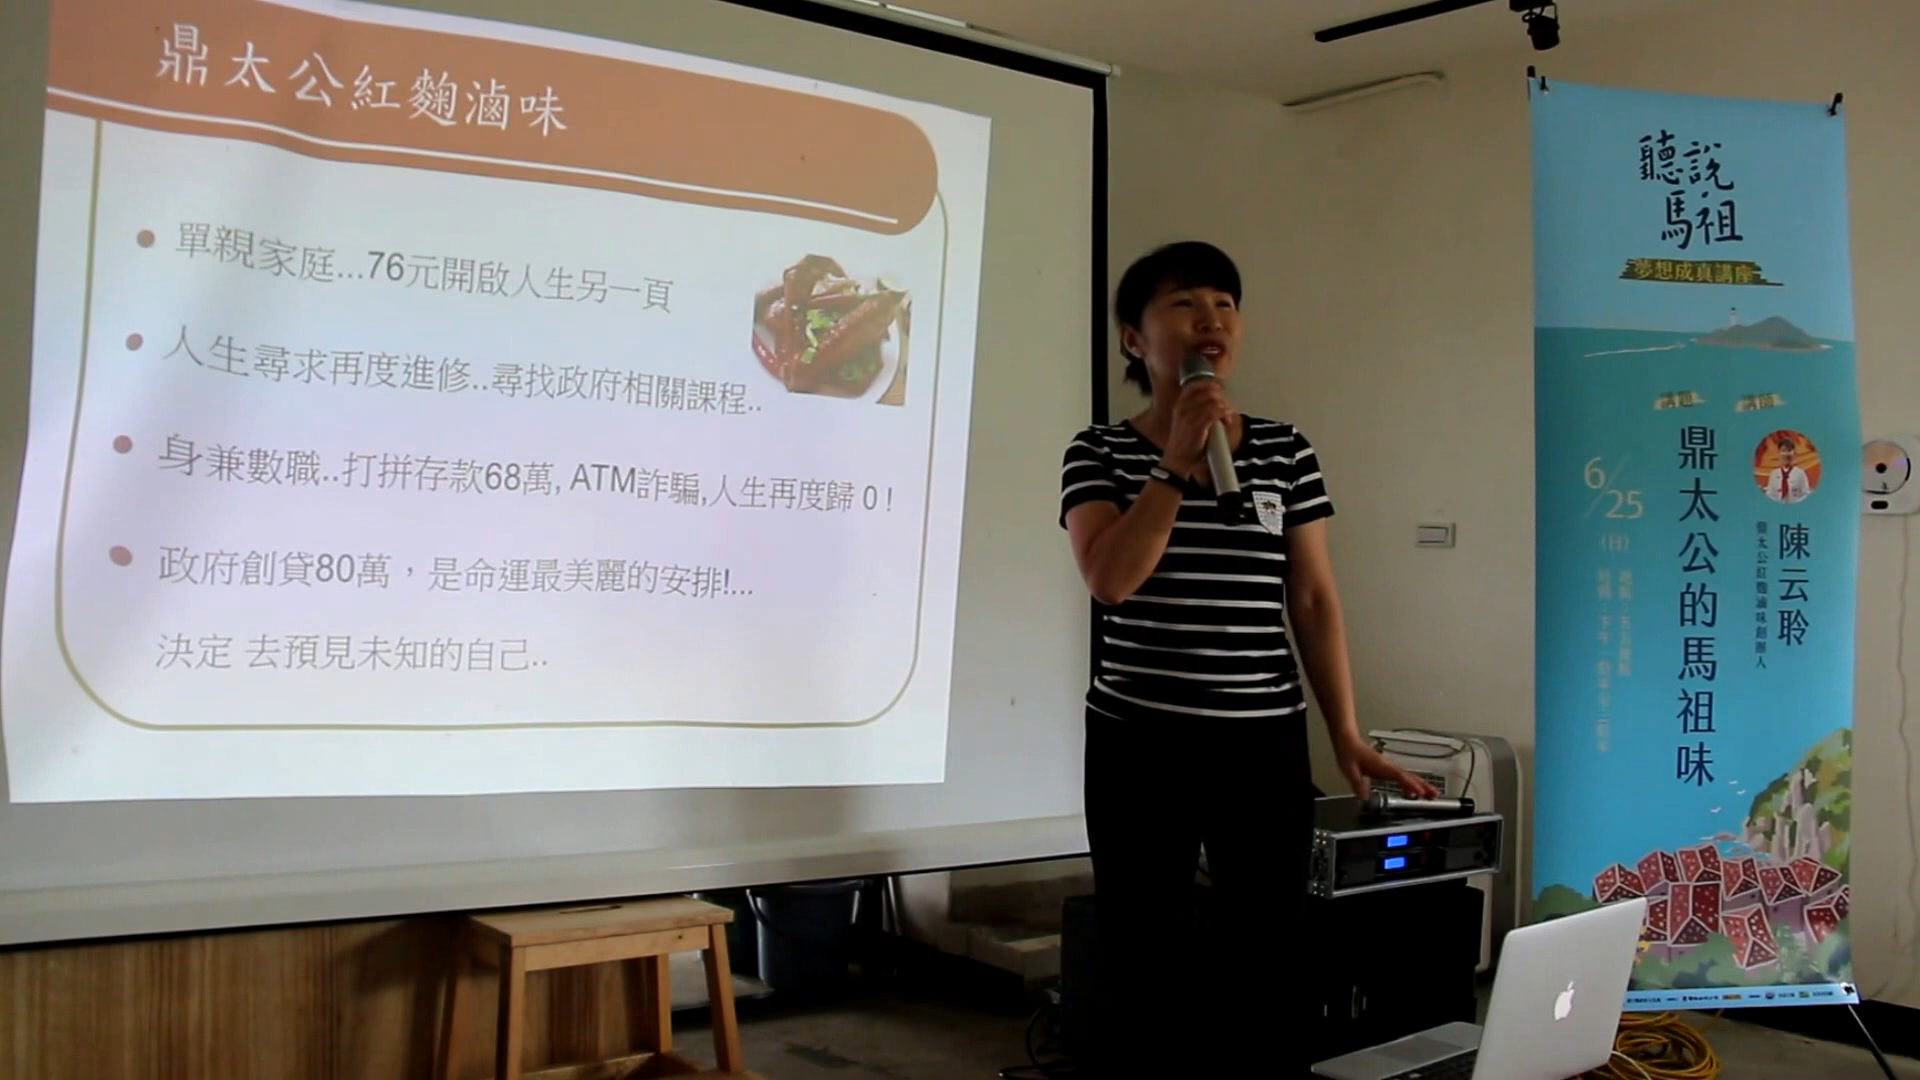 鼎太公紅麴滷味
單親家庭...76元開啟人生另一頁
人生尋求再度進修..尋找政府相關課程..
身兼數職..打拼存款68萬, ATM詐騙,人生再度歸 0 !
政府創貸80萬，是命運最美麗的安排!...
決定 去預見未知的自己..
聽說
馬祖
夢想成真講座
講題
講師
鼎太公的馬祖味
陳云聆
鼎太公紅麴滷味創辦人
6/25
(日)